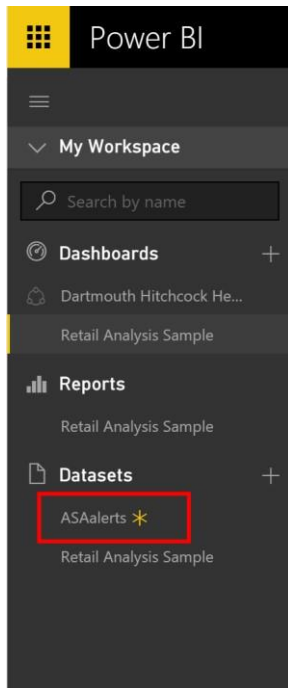 Power BI
My Workspace
Search by name
Dashboards
Dartmouth Hitchcock He...
Retail Analysis Sample
Reports
Retail Analysis Sample
Datasets
ASAalerts
Retail Analysis Sample